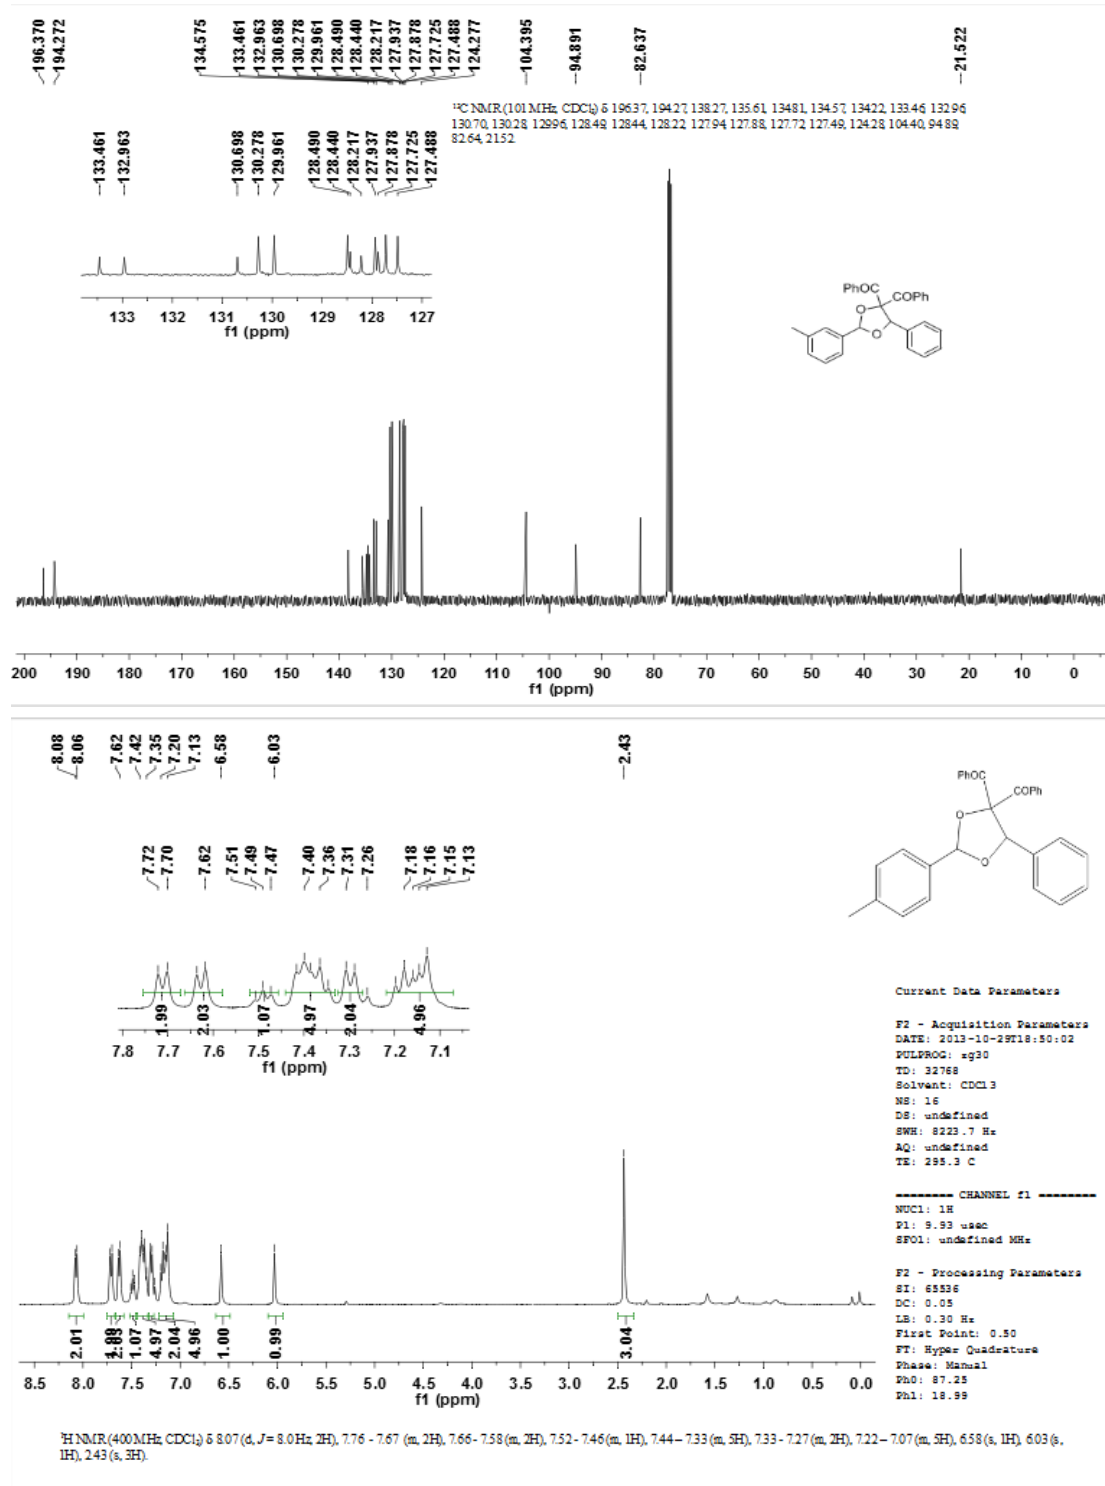 196.370
194.272
134.575
133.461
132.963
130.698
130.278
129.961
128.490
128.440
128.217
127.937
127.878
127.725
127.488
124.277
104.395
94.891
82.637
21.522
¹³C NMR (101 MHz, CDCl₃) δ 196.37, 194.27, 138.27, 135.61, 134.81, 134.57, 134.22, 133.46, 132.96,
130.70, 130.28, 129.96, 128.49, 128.44, 128.22, 127.94, 127.88, 127.72, 127.49, 124.28, 104.40, 94.89,
82.64, 21.52.
133.461
132.963
130.698
130.278
129.961
128.490
128.440
128.217
127.937
127.878
127.725
127.488
133 132 131 130 129 128 127
f1 (ppm)
PhOC
COPh
O
O
200 190 180 170 160 150 140 130 120 110 100 90 80 70 60 50 40 30 20 10 0
f1 (ppm)
8.08
8.06
7.62
7.42
7.35
7.20
7.13
6.58
6.03
2.43
PhOC
COPh
O
O
7.72
7.70
7.62
7.51
7.49
7.47
7.40
7.36
7.31
7.26
7.18
7.16
7.15
7.13
1.99
2.03
1.07
4.97
2.04
4.96
7.8 7.7 7.6 7.5 7.4 7.3 7.2 7.1
f1 (ppm)
Current Data Parameters
F2 - Acquisition Parameters
DATE: 2013-10-29T18:50:02
PULPROG: zg30
TD: 32768
Solvent: CDCl3
NS: 16
DS: undefined
SWH: 8223.7 Hz
AQ: undefined
TE: 295.3 C
======== CHANNEL f1 ========
NUC1: 1H
P1: 9.93 usec
SFO1: undefined MHz
F2 - Processing Parameters
SI: 65536
DC: 0.05
LB: 0.30 Hz
First Point: 0.50
FT: Hyper Quadrature
Phase: Manual
Ph0: 87.25
Ph1: 18.99
2.01
1.99
2.03
1.07
4.97
2.04
4.96
1.00
0.99
3.04
8.5 8.0 7.5 7.0 6.5 6.0 5.5 5.0 4.5 4.0 3.5 3.0 2.5 2.0 1.5 1.0 0.5 0.0
f1 (ppm)
¹H NMR (400 MHz, CDCl₃) δ 8.07 (d, J = 8.0 Hz, 2H), 7.76 - 7.67 (m, 2H), 7.66 - 7.58 (m, 2H), 7.52 - 7.46 (m, 1H), 7.44 – 7.33 (m, 5H), 7.33 - 7.27 (m, 2H), 7.22 – 7.07 (m, 5H), 6.58 (s, 1H), 6.03 (s,
1H), 2.43 (s, 3H).